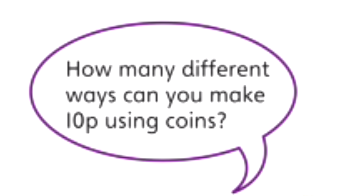 How many different
ways can you make
10p using coins?